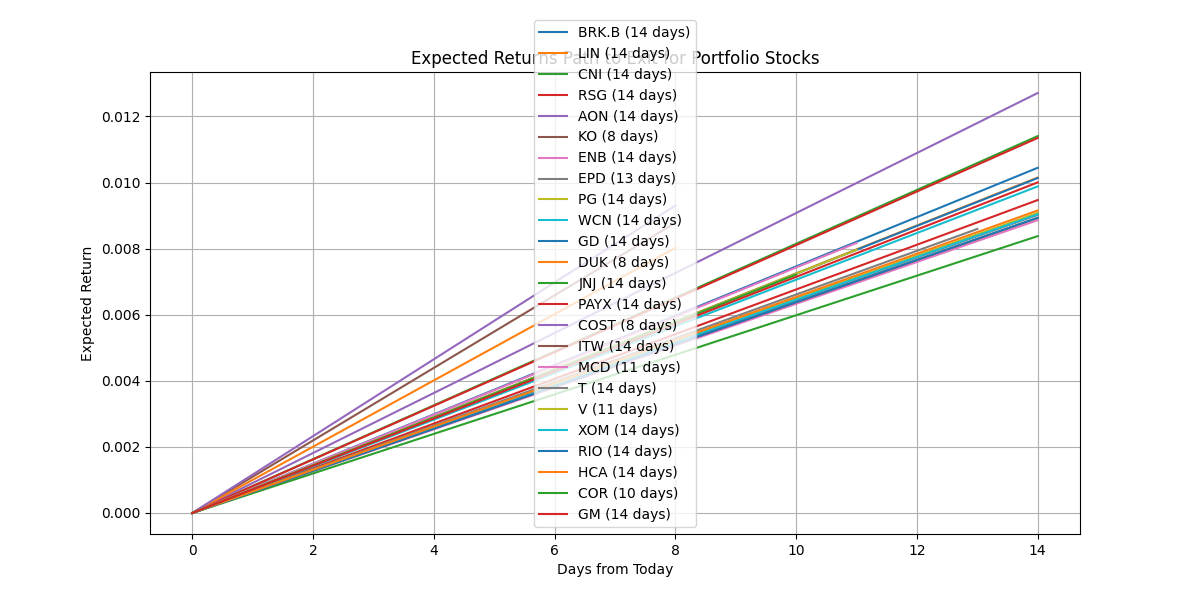 Expected Returns Path to Exit for Portfolio Stocks
BRK.B (14 days)
LIN (14 days)
CNI (14 days)
RSG (14 days)
AON (14 days)
KO (8 days)
ENB (14 days)
EPD (13 days)
PG (14 days)
WCN (14 days)
GD (14 days)
DUK (8 days)
JNJ (14 days)
PAYX (14 days)
COST (8 days)
ITW (14 days)
MCD (11 days)
T (14 days)
V (11 days)
XOM (14 days)
RIO (14 days)
HCA (14 days)
COR (10 days)
GM (14 days)
Expected Return
0.012
0.010
0.008
0.006
0.004
0.002
0.000
0 2 4 6 8 10 12 14
Days from Today